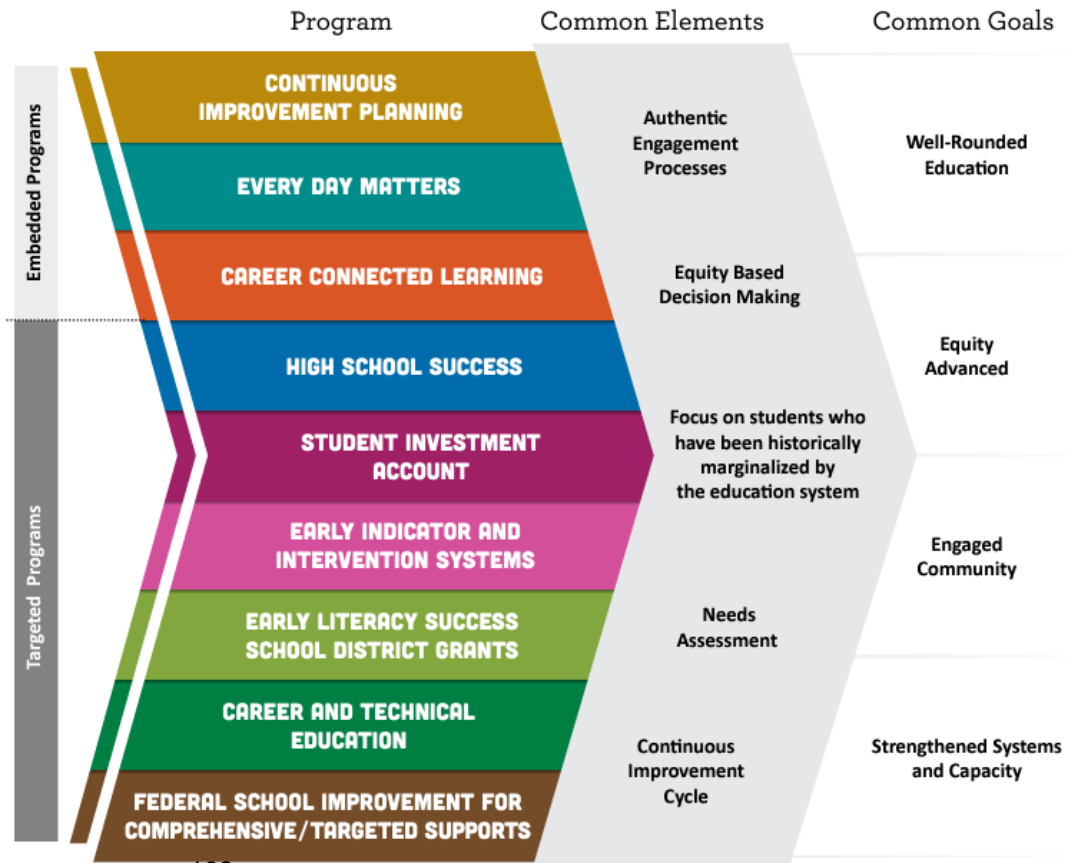 Program
Common Elements
Common Goals
Embedded Programs
Targeted Programs
CONTINUOUS
IMPROVEMENT PLANNING
EVERY DAY MATTERS
CAREER CONNECTED LEARNING
HIGH SCHOOL SUCCESS
STUDENT INVESTMENT
ACCOUNT
EARLY INDICATOR AND
INTERVENTION SYSTEMS
EARLY LITERACY SUCCESS
SCHOOL DISTRICT GRANTS
CAREER AND TECHNICAL
EDUCATION
FEDERAL SCHOOL IMPROVEMENT FOR
COMPREHENSIVE/TARGETED SUPPORTS
Authentic
Engagement
Processes
Equity Based
Decision Making
Focus on students who
have been historically
marginalized by
the education system
Needs
Assessment
Continuous
Improvement
Cycle
Well-Rounded
Education
Equity
Advanced
Engaged
Community
Strengthened Systems
and Capacity